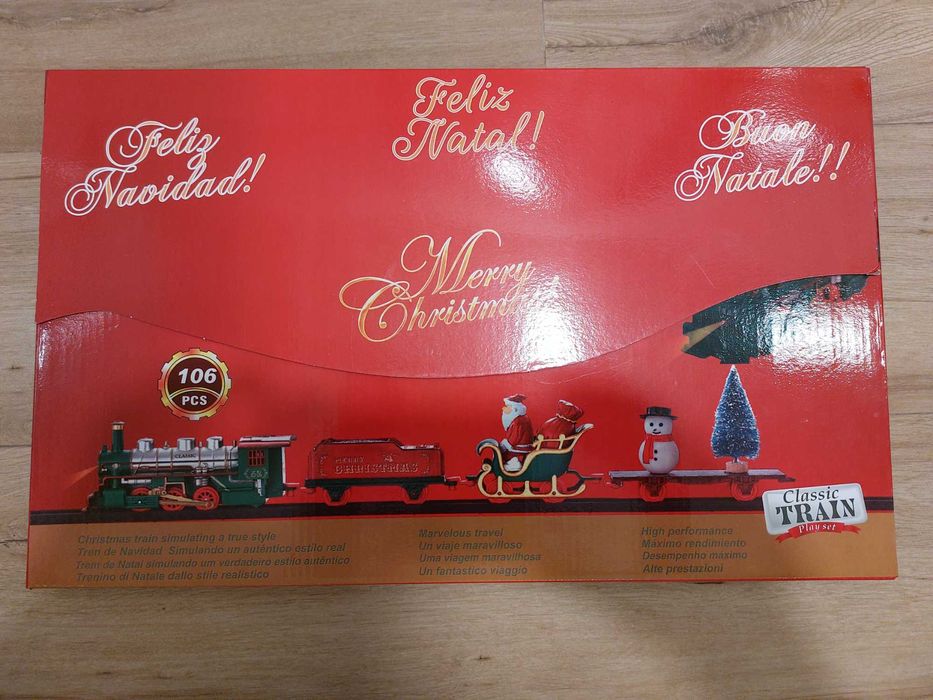 Feliz
Natal!
Feliz
Navidad!
Buon
Natale!!
Merry
106
PCS
CLASSIC
MERRY
CHRISTMAS
Classic
TRAIN
Play set
Christmas train simulating a true style
Tren de Navidad Simulando un auténtico estilo real
Trem de Natal simulando um verdadeiro estilo autêntico
Trenino di Natale dallo stile realistico
Marvelous travel
Un viaje maravilloso
Uma viagem maravilhosa
Un fantastico viaggio
High performance
Máximo rendimiento
Desempenho máximo
Alte prestazioni